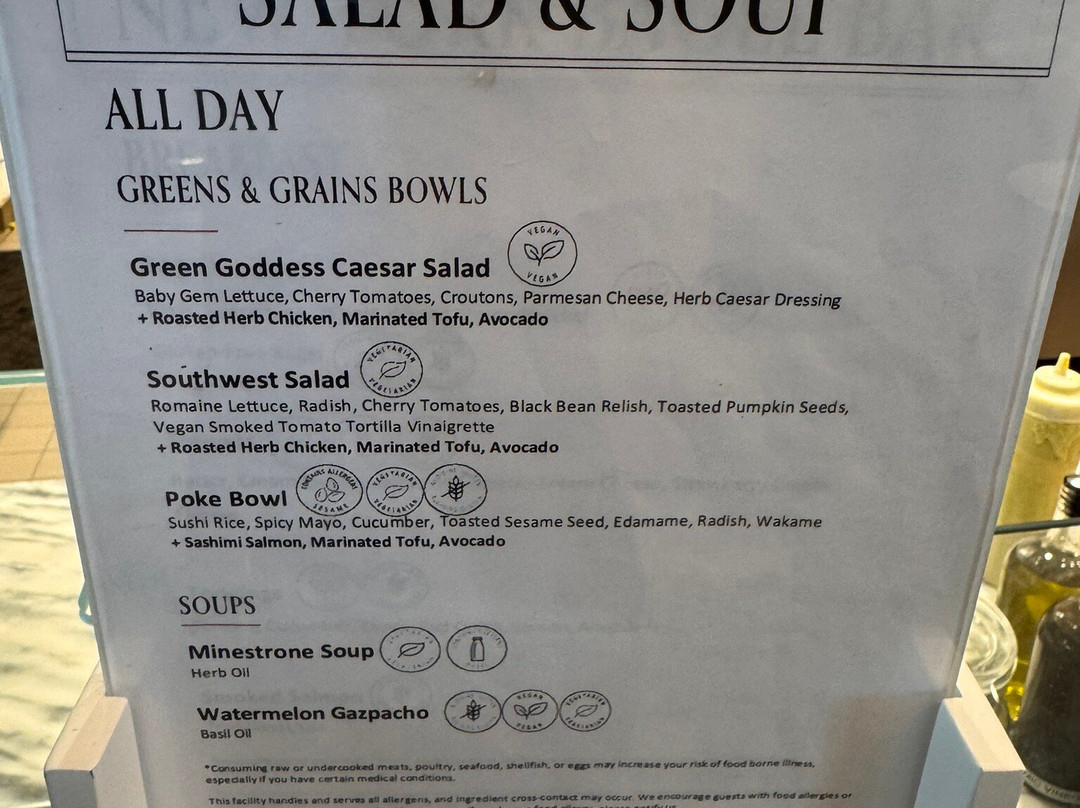 SALAD & SOUP
ALL DAY
GREENS & GRAINS BOWLS
VEGAN
VEGAN
Green Goddess Caesar Salad
Baby Gem Lettuce, Cherry Tomatoes, Croutons, Parmesan Cheese, Herb Caesar Dressing
+ Roasted Herb Chicken, Marinated Tofu, Avocado
VEGETARIAN
VEGETARIAN
Southwest Salad
Romaine Lettuce, Radish, Cherry Tomatoes, Black Bean Relish, Toasted Pumpkin Seeds,
Vegan Smoked Tomato Tortilla Vinaigrette
+ Roasted Herb Chicken, Marinated Tofu, Avocado
CONTAINS ALLERGENS
SESAME
VEGETARIAN
VEGETARIAN
Poke Bowl
Sushi Rice, Spicy Mayo, Cucumber, Toasted Sesame Seed, Edamame, Radish, Wakame
+ Sashimi Salmon, Marinated Tofu, Avocado
SOUPS
Minestrone Soup
Herb Oil
Watermelon Gazpacho
VEGAN
VEGAN
VEGETARIAN
VEGETARIAN
Basil Oil
*Consuming raw or undercooked meats, poultry, seafood, shellfish, or eggs may increase your risk of food borne illness,
especially if you have certain medical conditions.
This facility handles and serves all allergens, and ingredient cross-contact may occur. We encourage guests with food allergies or